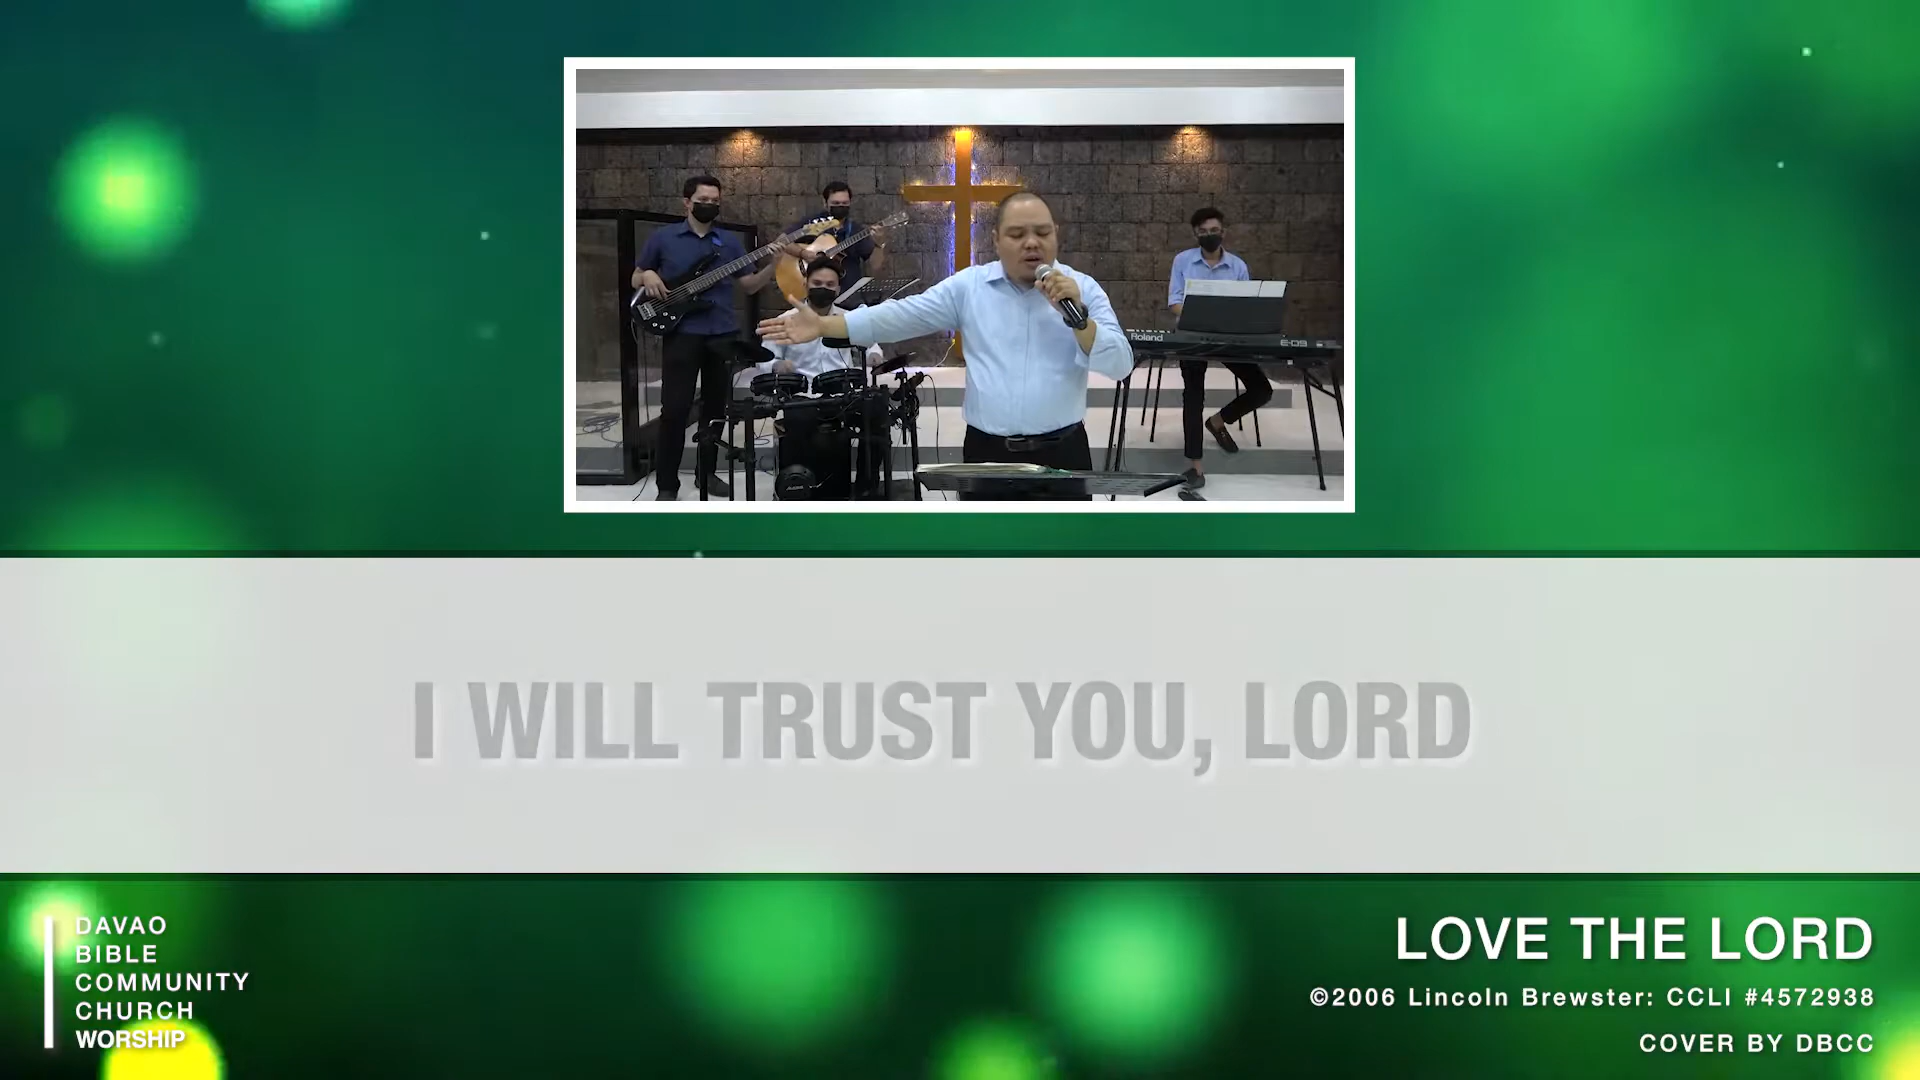 Roland
E-09
I WILL TRUST YOU, LORD
DAVAO
BIBLE
COMMUNITY
CHURCH
WORSHIP
LOVE THE LORD
©2006 Lincoln Brewster: CCLI #4572938
COVER BY DBCC